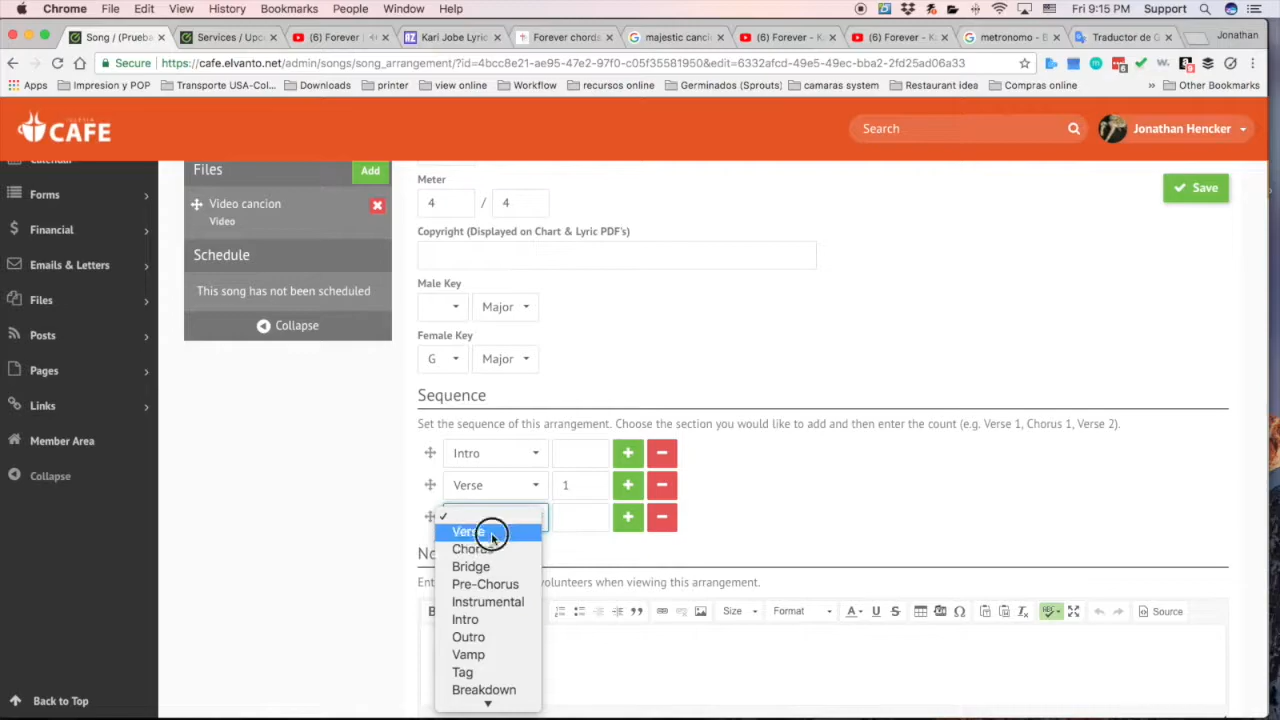 Chrome File Edit View History Bookmarks People Window Help Fri 9:15 PM Support
Song / (Prueba Services / Upco (6) Forever Kari Jobe Lyric Forever chords majestic canci (6) Forever - Ka (6) Forever - Ka metronomo - B Traductor de G Jonathan
Secure https://cafe.elvanto.net/admin/songs/song_arrangement/?id=4bcc8e21-ae95-47e2-97f0-c05f35581950&edit=6332afcd-49e5-49ec-bba2-2fd25ad06a33
Apps Impresion y POP Transporte USA-Col... Downloads printer view online Workflow recursos online Germinados (Sprouts) camaras system Restaurant idea Compras online » Other Bookmarks
IGLESIA
CAFE
Search
Jonathan Hencker
Calendar
Forms
Financial
Emails & Letters
Files
Posts
Pages
Links
Member Area
Collapse
Back to Top
Files Add
Video cancion
Video
Schedule
This song has not been scheduled
Collapse
Save
Meter
4 / 4
Copyright (Displayed on Chart & Lyric PDF's)
Male Key
Major
Female Key
G Major
Sequence
Set the sequence of this arrangement. Choose the section you would like to add and then enter the count (e.g. Verse 1, Chorus 1, Verse 2).
Intro
Verse 1
✓
Verse
Chorus
Bridge
Pre-Chorus
Instrumental
Intro
Outro
Vamp
Tag
Breakdown
No
Ent volunteers when viewing this arrangement.
B Size Format A U S Source